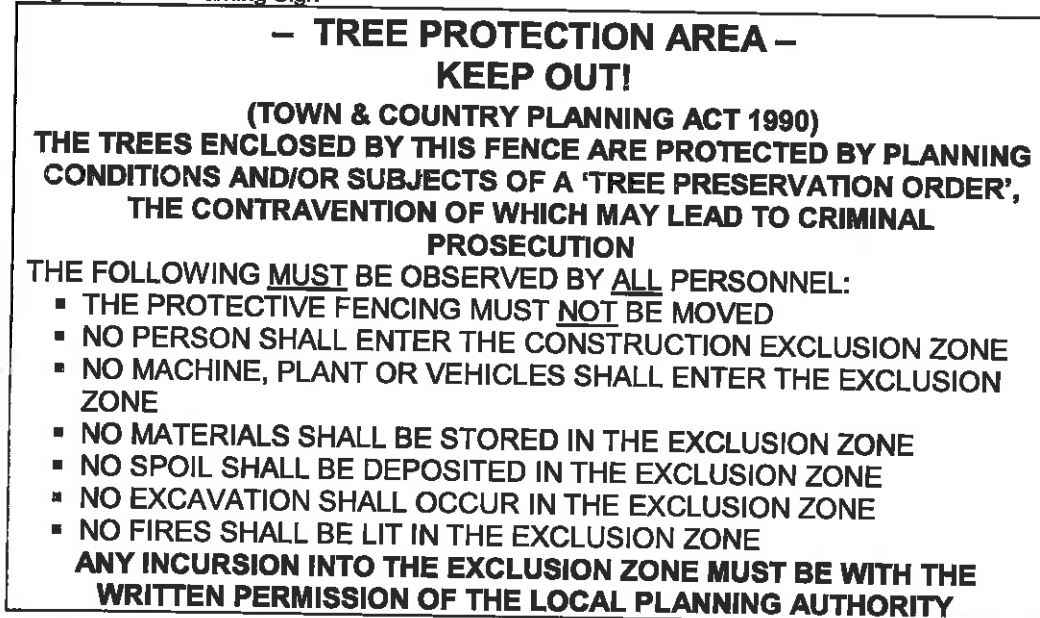 – TREE PROTECTION AREA –
KEEP OUT!
(TOWN & COUNTRY PLANNING ACT 1990)
THE TREES ENCLOSED BY THIS FENCE ARE PROTECTED BY PLANNING
CONDITIONS AND/OR SUBJECTS OF A 'TREE PRESERVATION ORDER',
THE CONTRAVENTION OF WHICH MAY LEAD TO CRIMINAL
PROSECUTION
THE FOLLOWING MUST BE OBSERVED BY ALL PERSONNEL:
▪ THE PROTECTIVE FENCING MUST NOT BE MOVED
▪ NO PERSON SHALL ENTER THE CONSTRUCTION EXCLUSION ZONE
▪ NO MACHINE, PLANT OR VEHICLES SHALL ENTER THE EXCLUSION
ZONE
▪ NO MATERIALS SHALL BE STORED IN THE EXCLUSION ZONE
▪ NO SPOIL SHALL BE DEPOSITED IN THE EXCLUSION ZONE
▪ NO EXCAVATION SHALL OCCUR IN THE EXCLUSION ZONE
▪ NO FIRES SHALL BE LIT IN THE EXCLUSION ZONE
ANY INCURSION INTO THE EXCLUSION ZONE MUST BE WITH THE
WRITTEN PERMISSION OF THE LOCAL PLANNING AUTHORITY